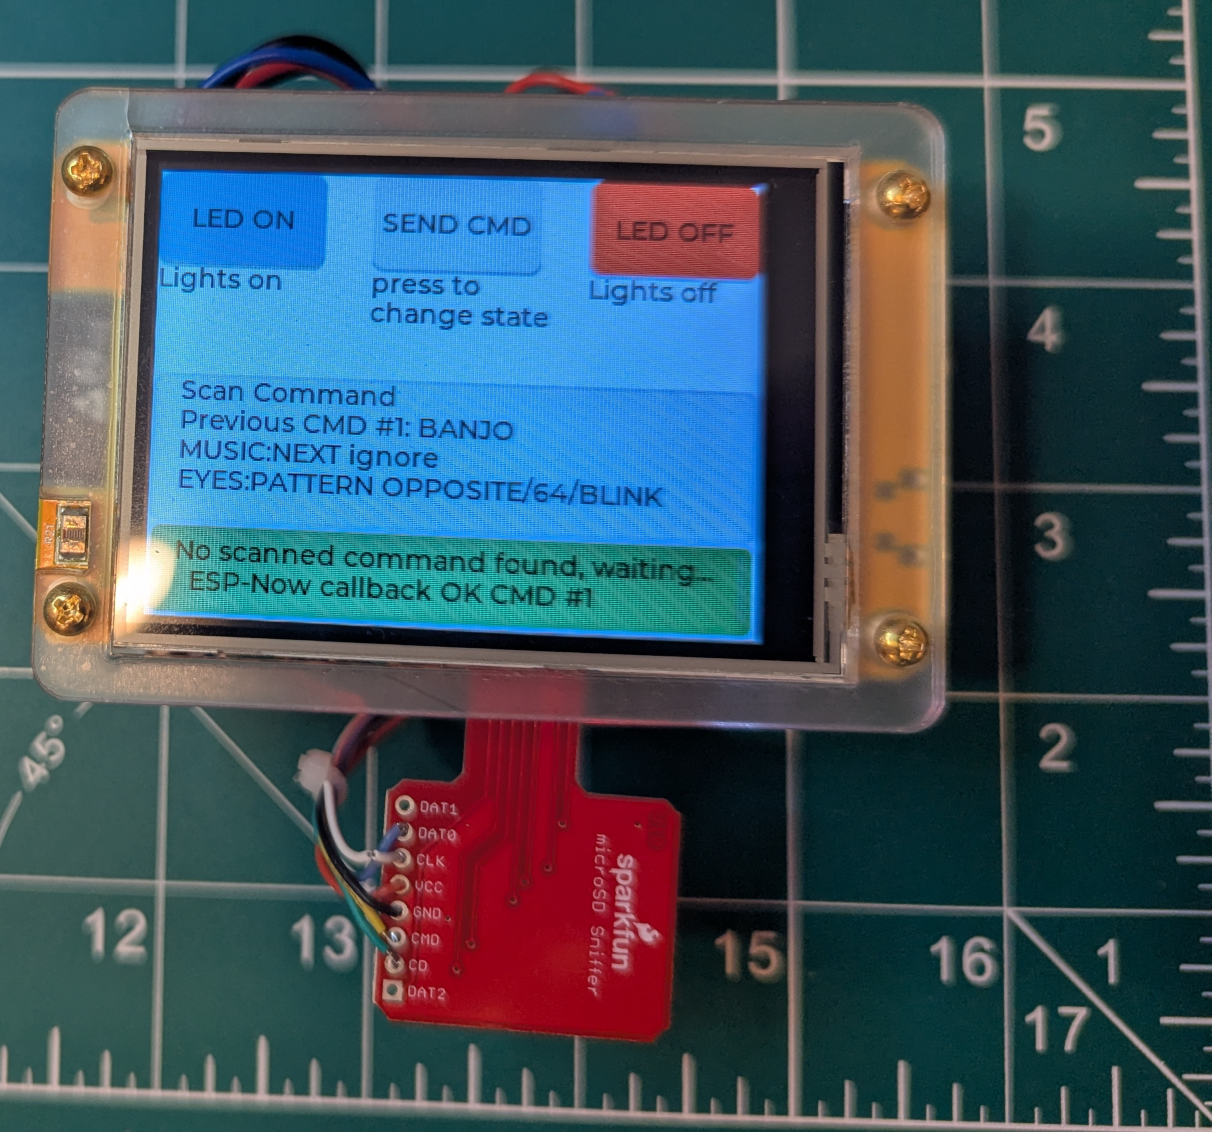 LED ON
SEND CMD
LED OFF
Lights on
press to
change state
Lights off
Scan Command
Previous CMD #1: BANJO
MUSIC:NEXT ignore
EYES:PATTERN OPPOSITE/64/BLINK
No scanned command found, waiting...
ESP-Now callback OK CMD #1
DAT1
DAT0
CLK
VCC
GND
CMD
CD
DAT2
sparkfun
microSD Sniffer
5
4
3
2
1
45°
12
13
15
16
17